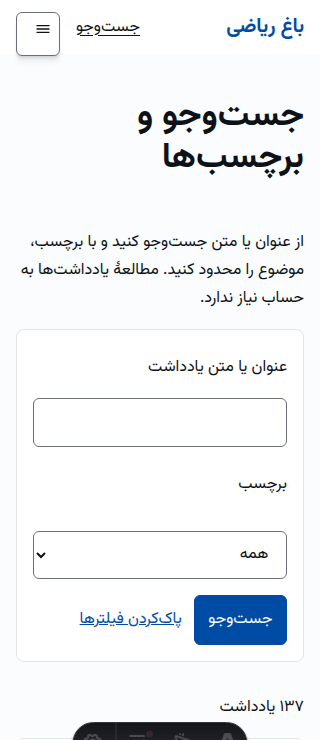 باغ ریاضی
جست‌وجو
جست‌وجو و
برچسب‌ها
از عنوان یا متن جست‌وجو کنید و با برچسب،
موضوع را محدود کنید. مطالعهٔ یادداشت‌ها به
حساب نیاز ندارد.
عنوان یا متن یادداشت
برچسب
همه
جست‌وجو
پاک‌کردن فیلترها
۱۳۷ یادداشت